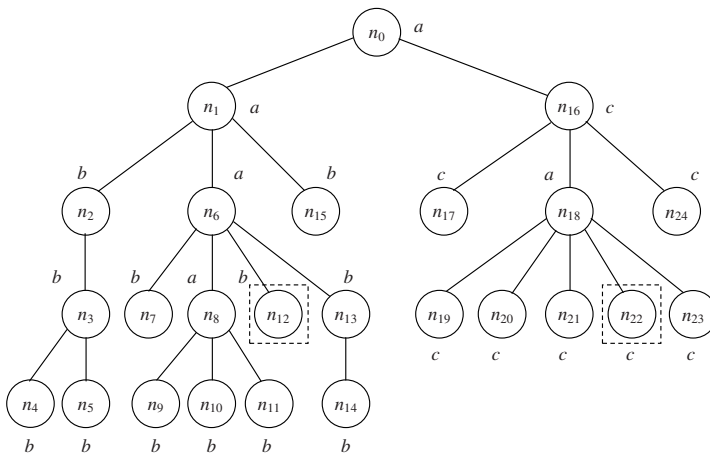 n0 a
n1 a n16 c
b a b c a c
n2 n6 n15 n17 n18 n24
b b a b b
n3 n7 n8 n12 n13 n19 n20 n21 n22 n23
c c c c c
n4 n5 n9 n10 n11 n14
b b b b b b